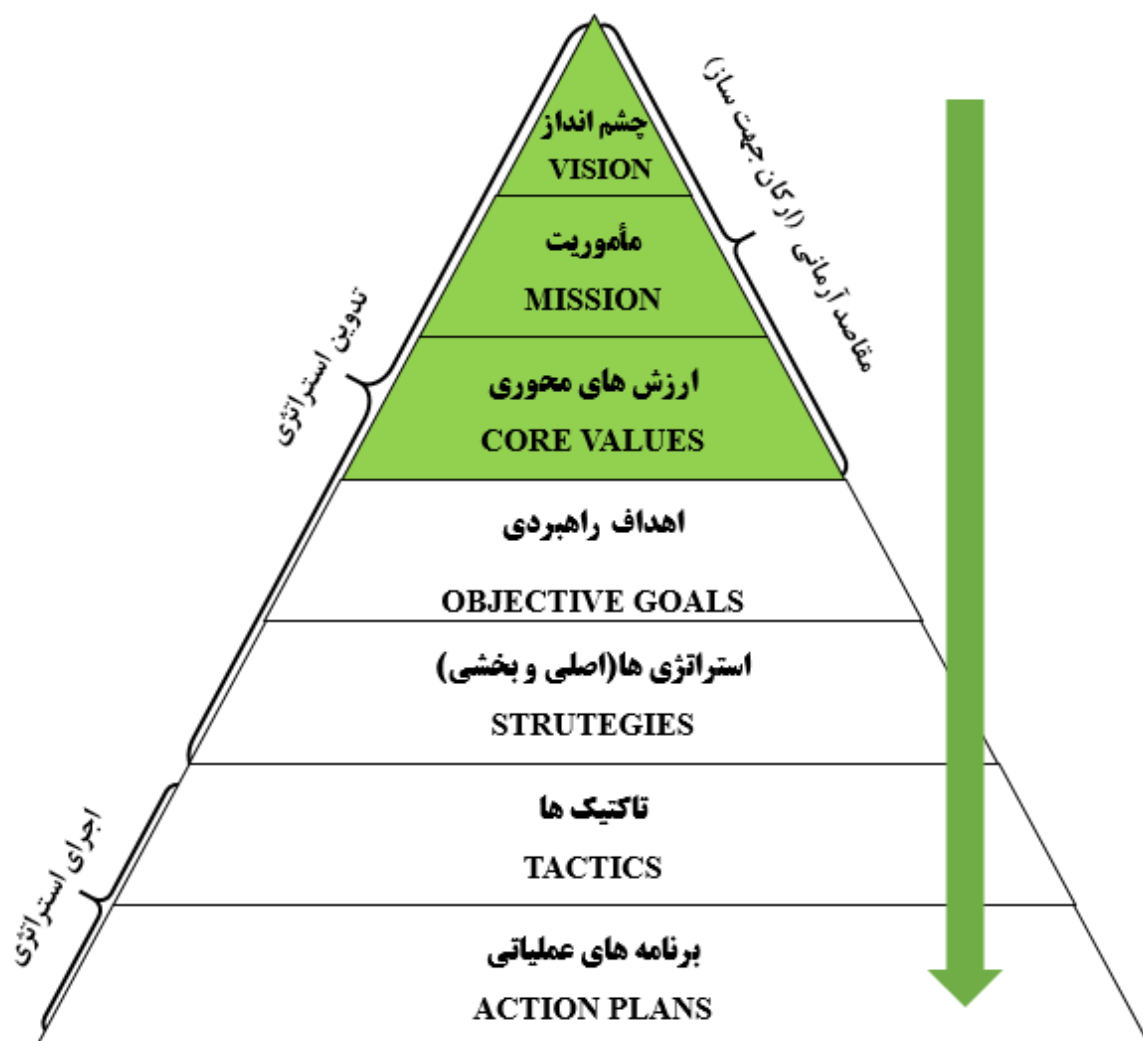 چشم انداز
VISION
مأموریت
MISSION
ارزش های محوری
CORE VALUES
اهداف راهبردی
OBJECTIVE GOALS
استراتژی ها(اصلی و بخشی)
STRUTEGIES
تاکتیک ها
TACTICS
برنامه های عملیاتی
ACTION PLANS
مقاصد آرمانی (ارکان جهت ساز)
تدوین استراتژی
اجرای استراتژی